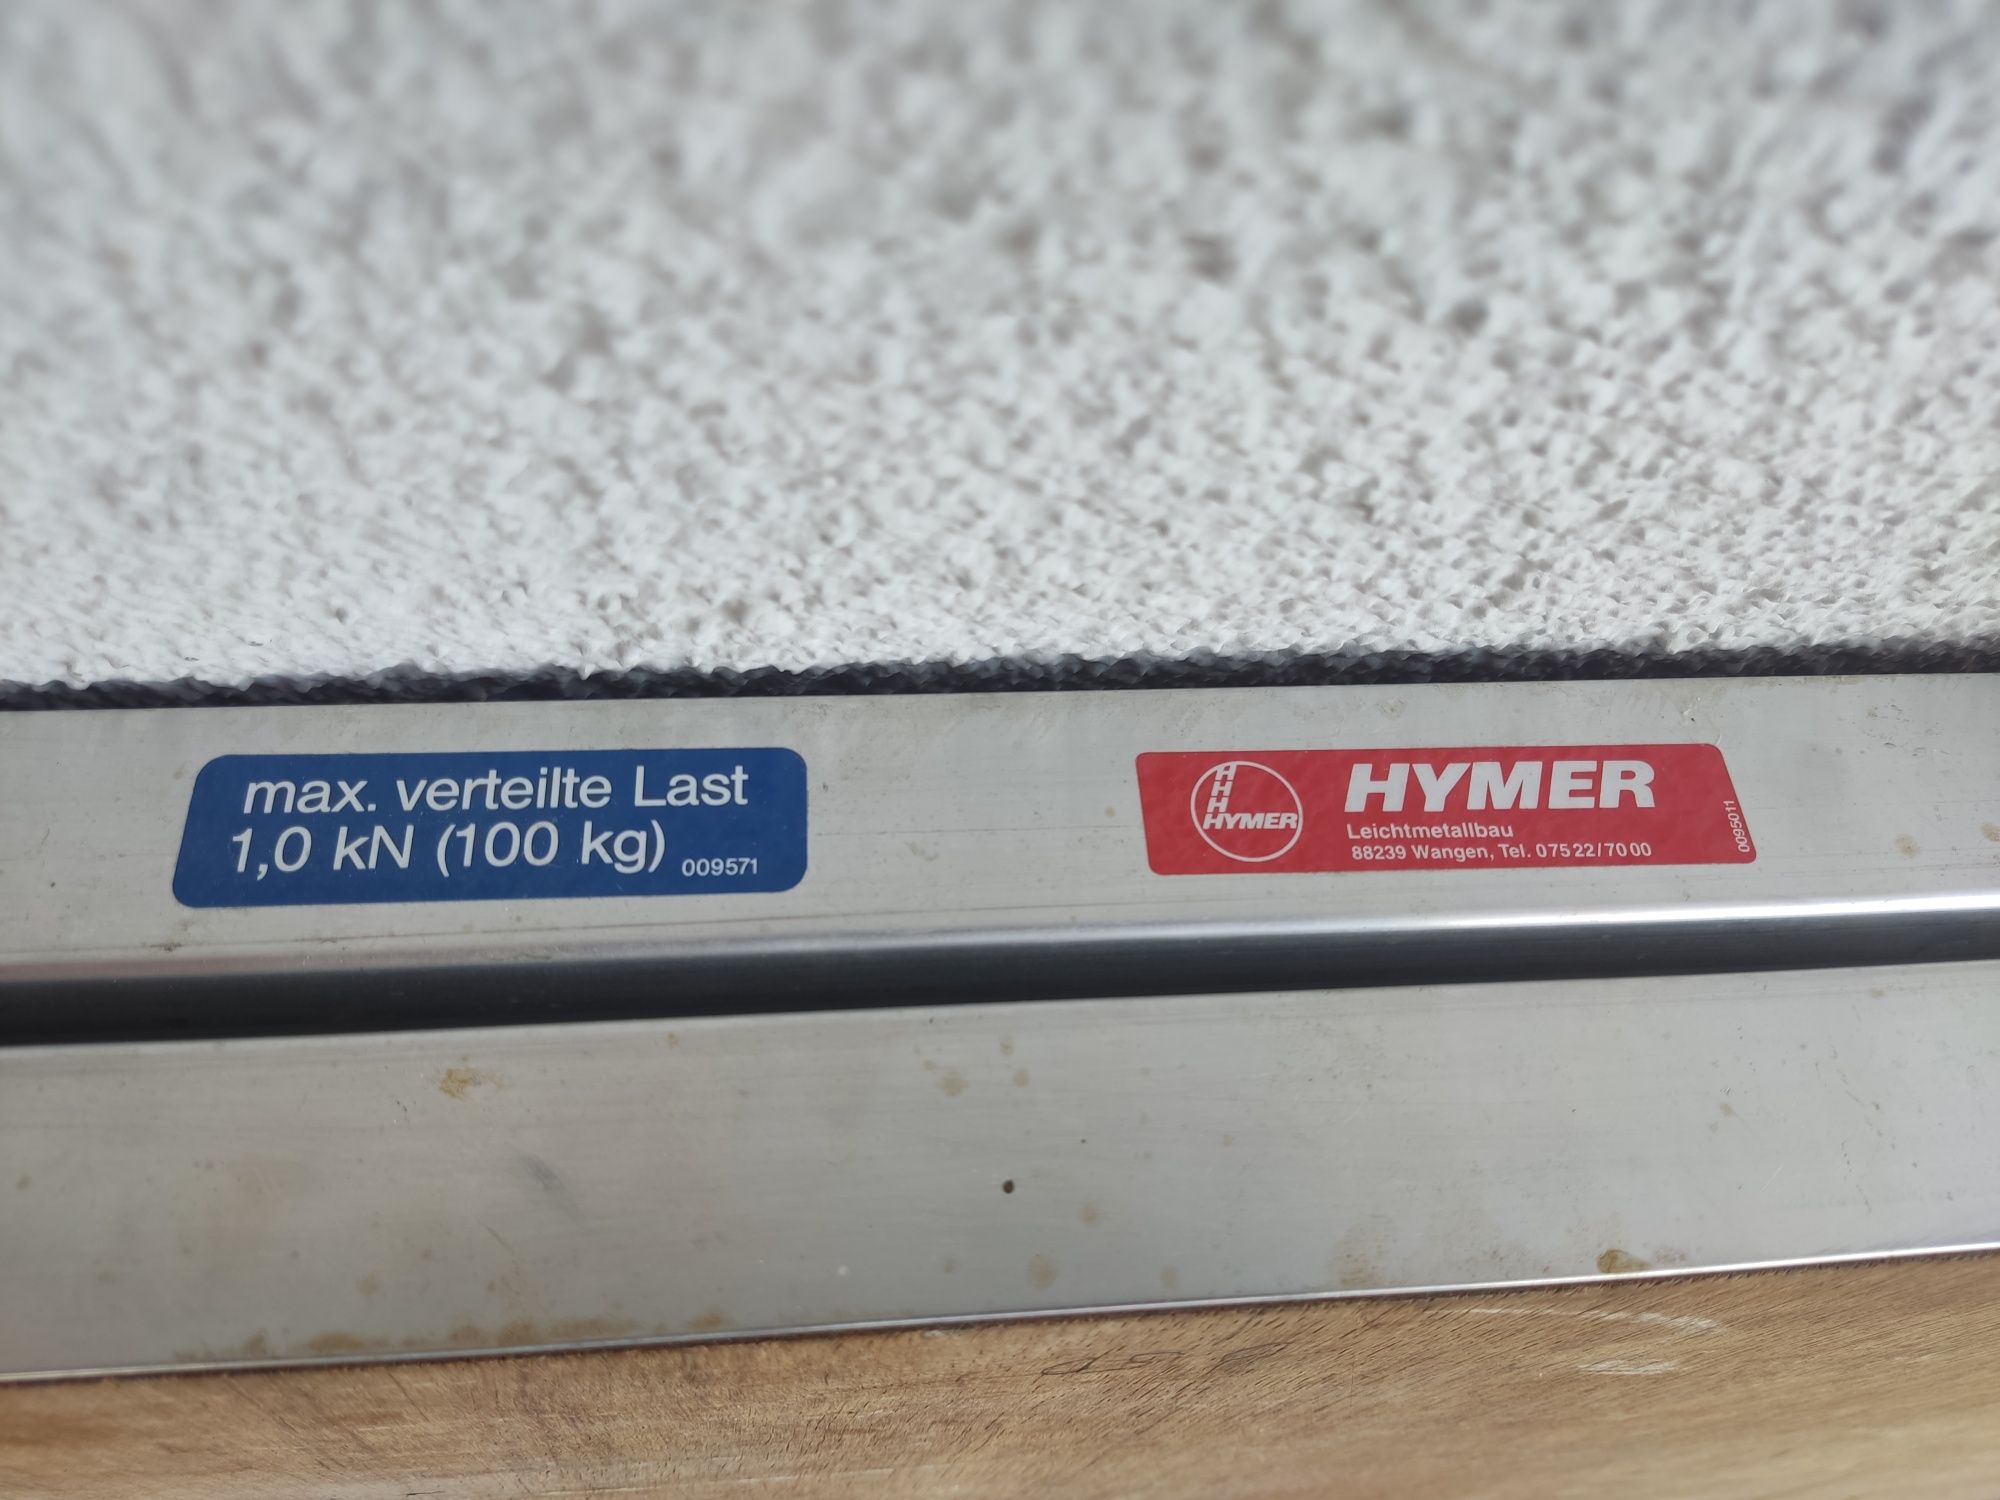 max. verteilte Last
1,0 kN (100 kg) 009571
H
H
H
HYMER
HYMER
Leichtmetallbau
88239 Wangen, Tel. 07522/7000
0095011